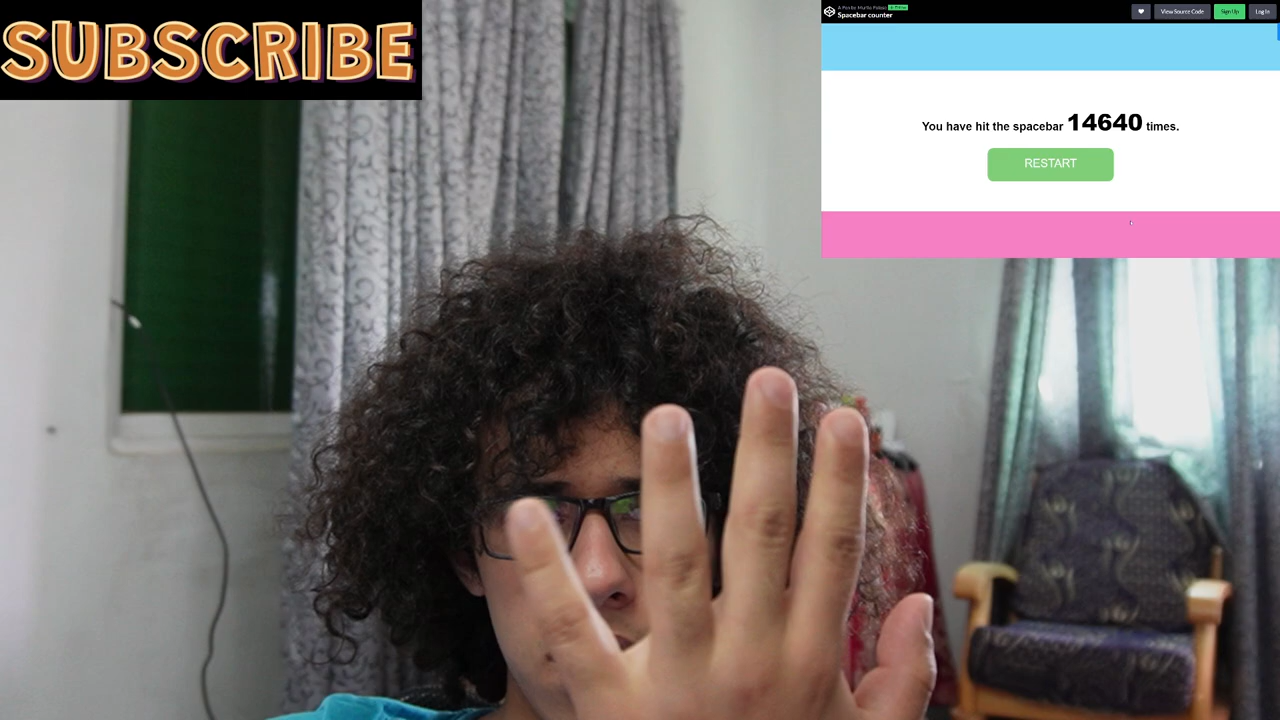 SUBSCRIBE
Spacebar counter
View Source Code
Sign Up
Log In
You have hit the spacebar 14640 times.
RESTART